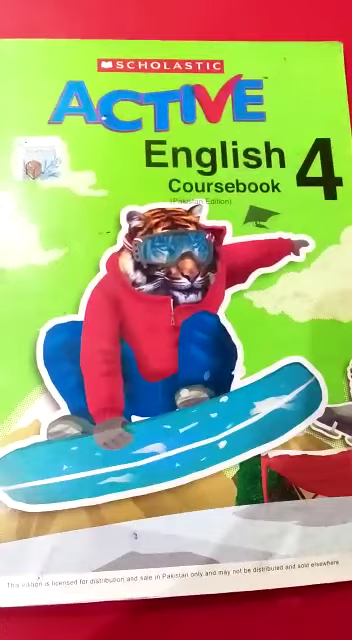 SCHOLASTIC
ACTIVE™
English 4
Coursebook
(Pakistan Edition)
This edition is licensed for distribution and sale in Pakistan only and may not be distributed and sold elsewhere